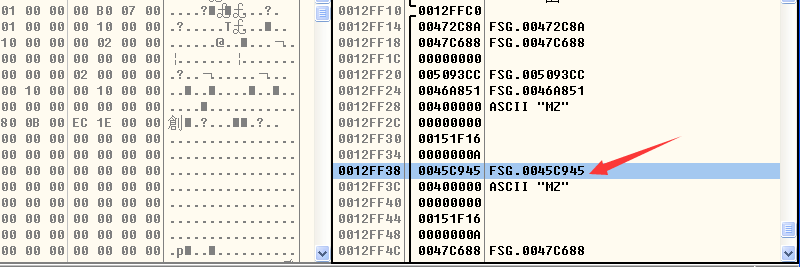 01 00 00 00 B0 07 00
01 00 00 00 10 00 00
10 00 00 00 02 00 00
00 00 00 00 00 00 00
00 00 00 02 00 00 00
00 10 00 00 10 00 00
00 00 00 00 00 00 00
80 0B 00 EC 1E 00 00
00 00 00 00 00 00 00
00 00 00 00 00 00 00
00 00 00 00 00 00 00
00 00 00 00 00 00 00
00 00 00 00 00 00 00
00 00 00 00 00 00 00
00 00 00 00 00 00 00
00 00 00 00 00 00 00
0012FF10 0012FFC0
0012FF14 00472C8A FSG.00472C8A
0012FF18 0047C688 FSG.0047C688
0012FF1C 00000000
0012FF20 005093CC FSG.005093CC
0012FF24 0046A851 FSG.0046A851
0012FF28 00400000 ASCII "MZ"
0012FF2C 00000000
0012FF30 00151F16
0012FF34 0000000A
0012FF38 0045C945 FSG.0045C945
0012FF3C 00400000 ASCII "MZ"
0012FF40 00000000
0012FF44 00151F16
0012FF48 0000000A
0012FF4C 0047C688 FSG.0047C688